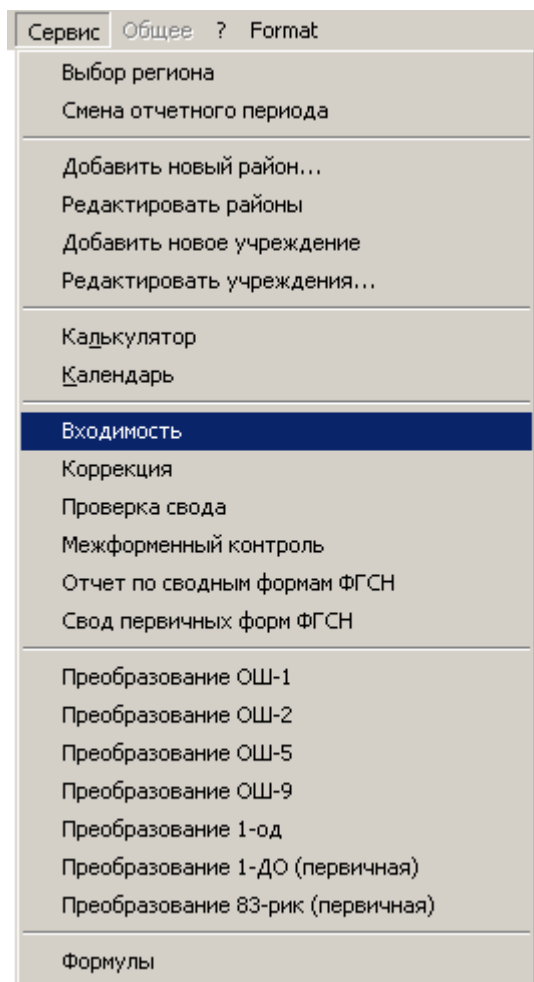 Сервис Общее ? Format
Выбор региона
Смена отчетного периода
Добавить новый район...
Редактировать районы
Добавить новое учреждение
Редактировать учреждения...
Калькулятор
Календарь
Входимость
Коррекция
Проверка свода
Межформенный контроль
Отчет по сводным формам ФГСН
Свод первичных форм ФГСН
Преобразование ОШ-1
Преобразование ОШ-2
Преобразование ОШ-5
Преобразование ОШ-9
Преобразование 1-од
Преобразование 1-ДО (первичная)
Преобразование 83-рик (первичная)
Формулы